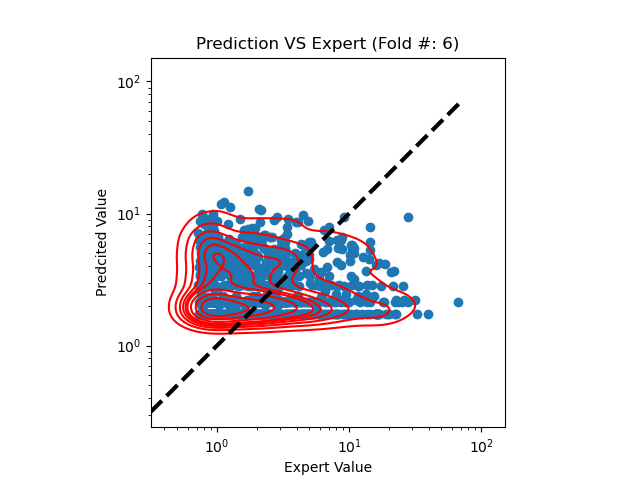 Prediction VS Expert (Fold #: 6)
10²
10¹
10⁰
Predcited Value
10⁰ 10¹ 10²
Expert Value